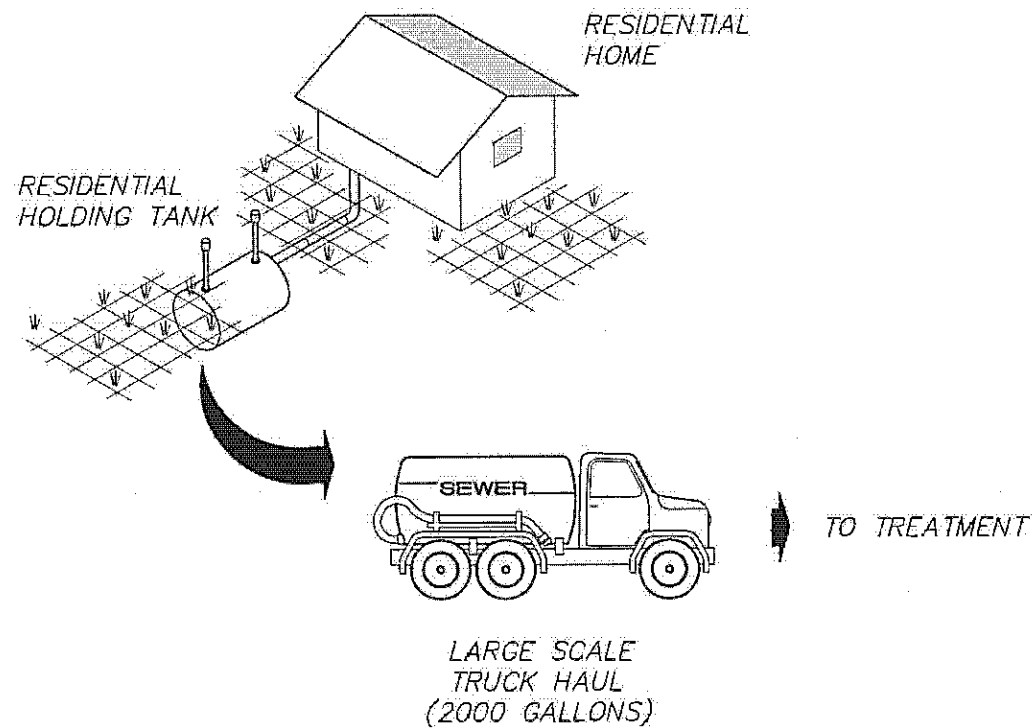 RESIDENTIAL
HOME
RESIDENTIAL
HOLDING TANK
SEWER
TO TREATMENT
LARGE SCALE
TRUCK HAUL
(2000 GALLONS)